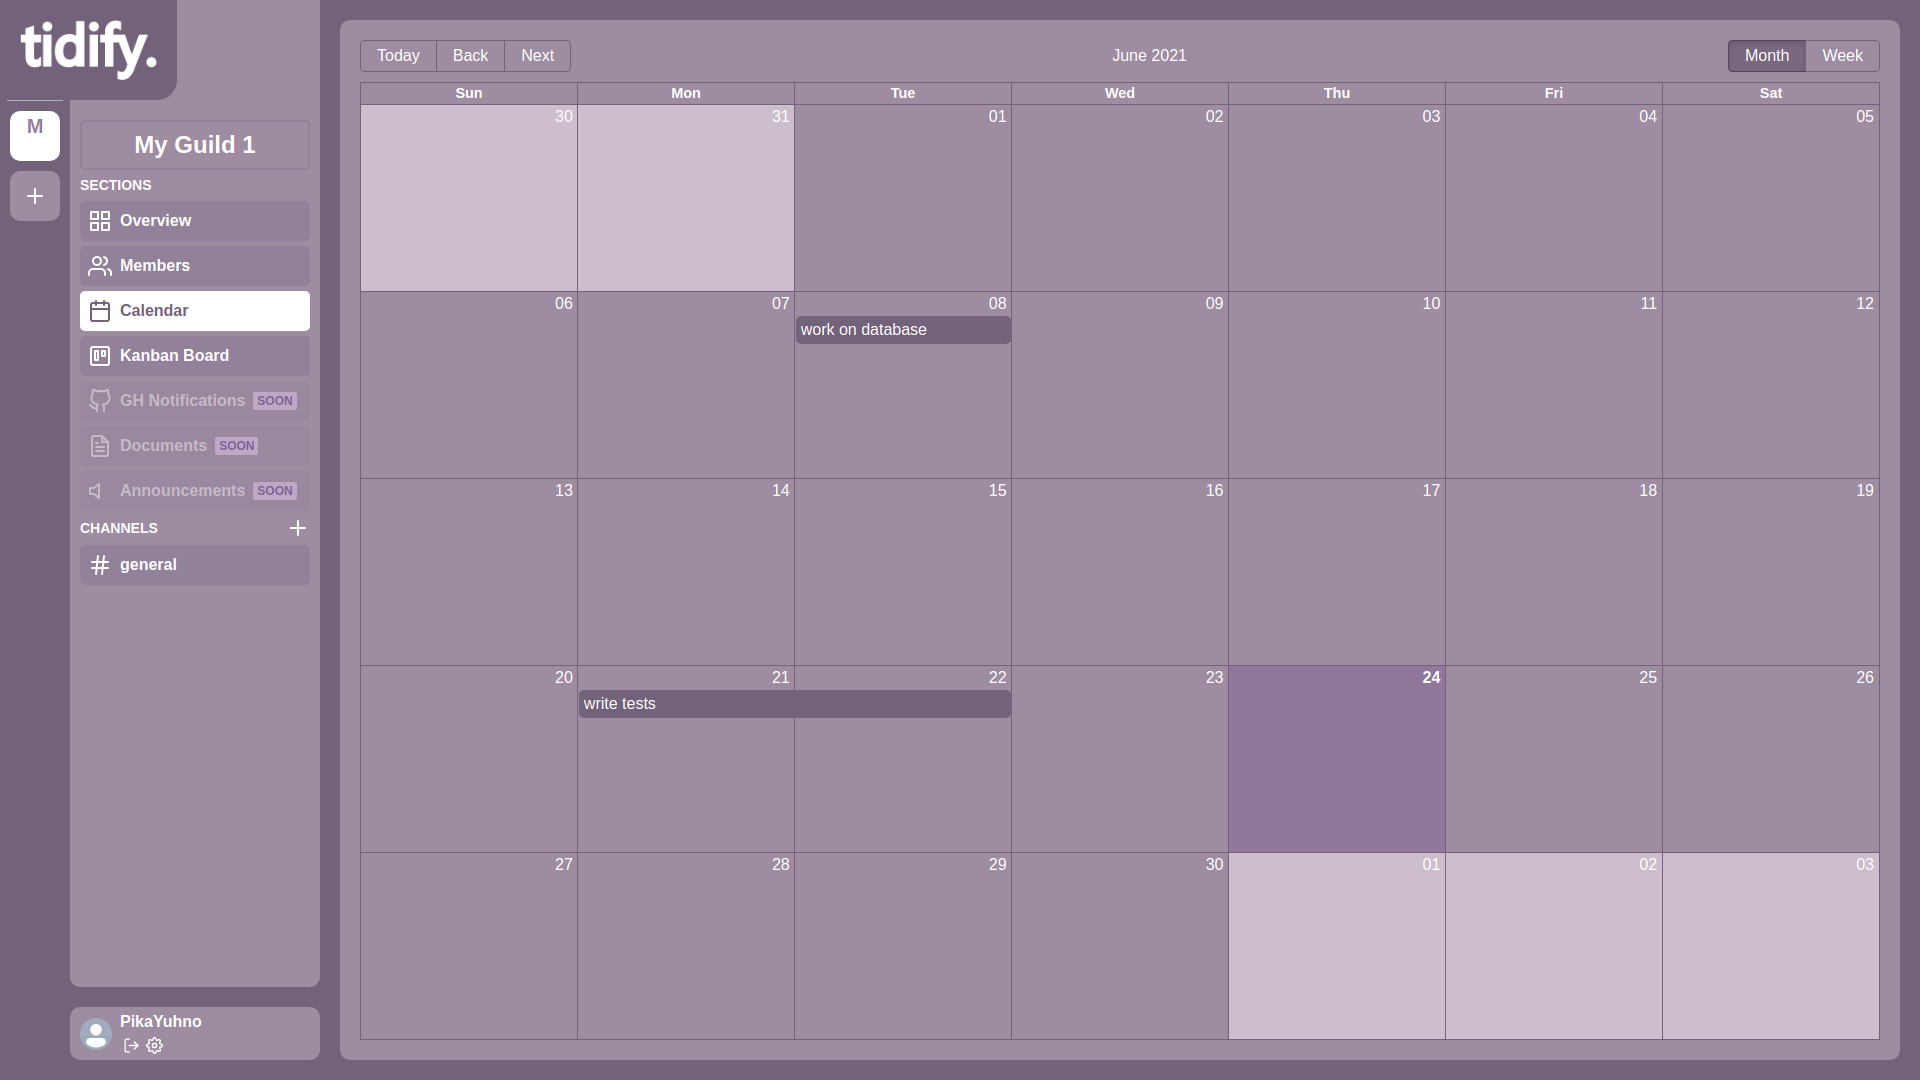 tidify.
M
My Guild 1
SECTIONS
Overview
Members
Calendar
Kanban Board
GH Notifications SOON
Documents SOON
Announcements SOON
CHANNELS
general
PikaYuhno
Today Back Next June 2021 Month Week
Sun Mon Tue Wed Thu Fri Sat
30 31 01 02 03 04 05
06 07 08 09 10 11 12
work on database
13 14 15 16 17 18 19
20 21 22 23 24 25 26
write tests
27 28 29 30 01 02 03